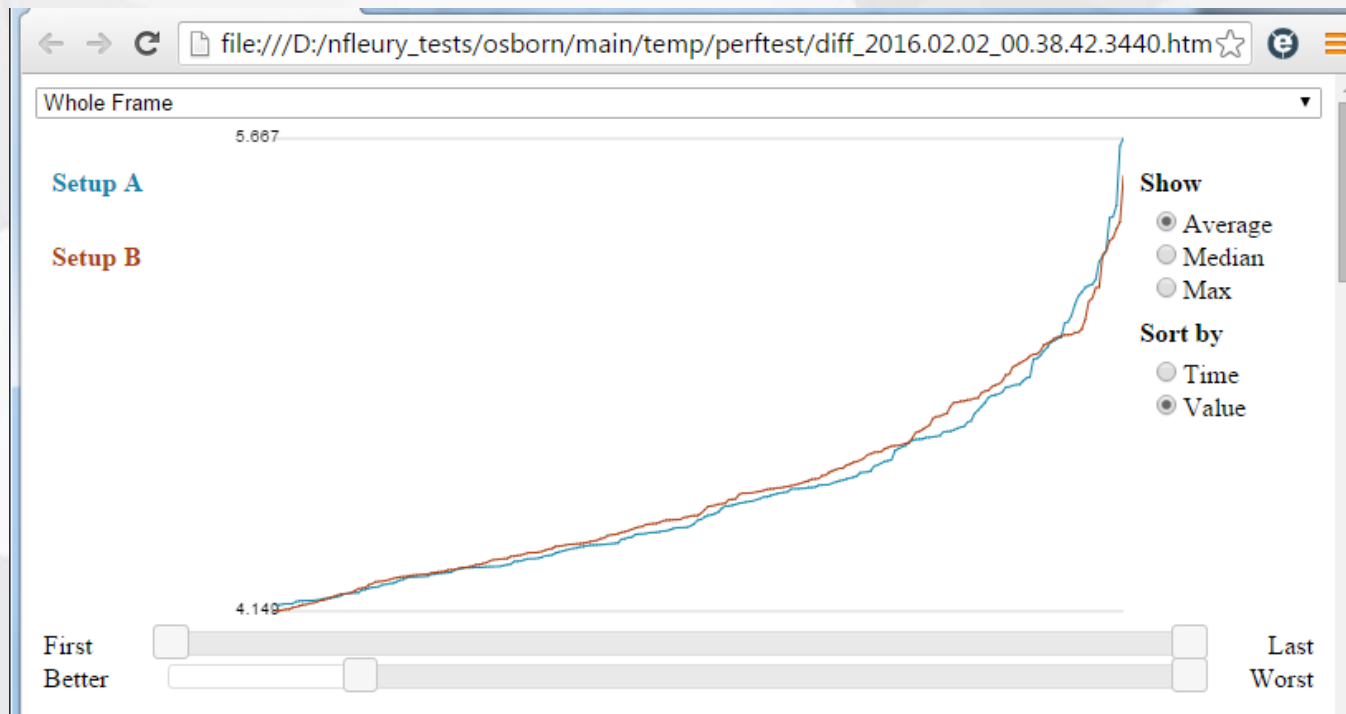 file:///D:/nfleury_tests/osborn/main/temp/perftest/diff_2016.02.02_00.38.42.3440.htm
Whole Frame
5.667
Setup A
Setup B
Show
Average
Median
Max
Sort by
Time
Value
4.149
First
Last
Better
Worst